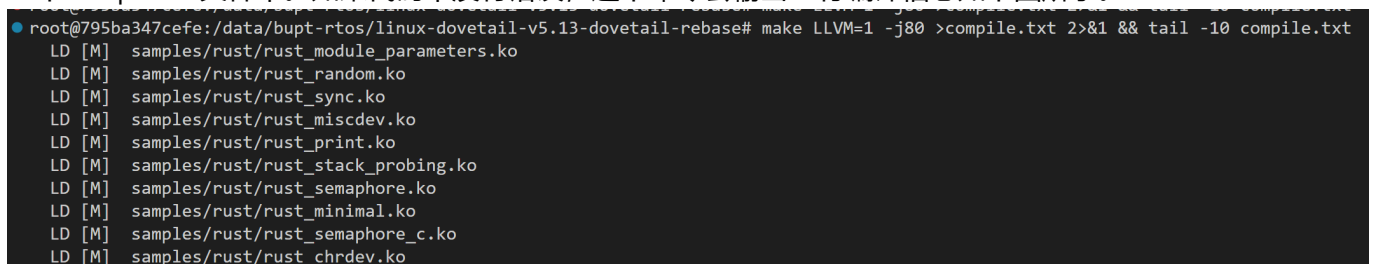 root@795ba347cefe:/data/bupt-rtos/linux-dovetail-v5.13-dovetail-rebase# make LLVM=1 -j80 >compile.txt 2>&1 && tail -10 compile.txt
LD [M] samples/rust/rust_module_parameters.ko
LD [M] samples/rust/rust_random.ko
LD [M] samples/rust/rust_sync.ko
LD [M] samples/rust/rust_miscdev.ko
LD [M] samples/rust/rust_print.ko
LD [M] samples/rust/rust_stack_probing.ko
LD [M] samples/rust/rust_semaphore.ko
LD [M] samples/rust/rust_minimal.ko
LD [M] samples/rust/rust_semaphore_c.ko
LD [M] samples/rust/rust_chrdev.ko